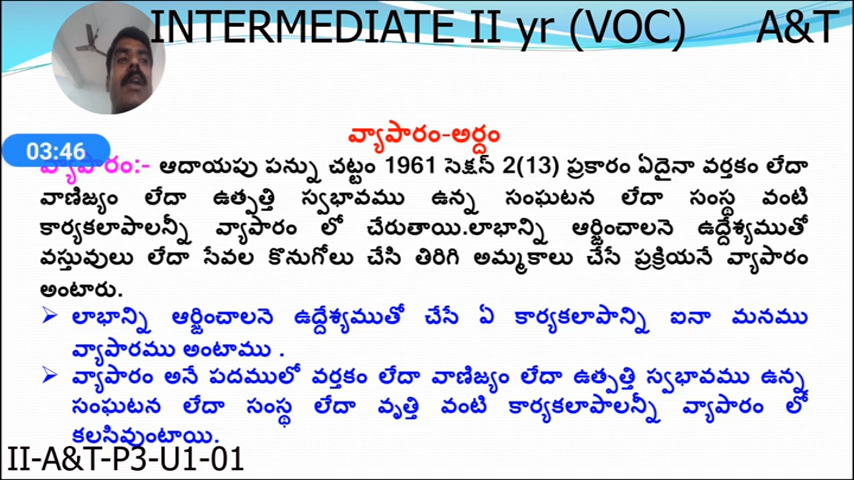 INTERMEDIATE II yr (VOC) A&T
వ్యాపారం-అర్దం
03:46
వ్యాపారం:- ఆదాయపు పన్ను చట్టం 1961 సెక్షన్ 2(13) ప్రకారం ఏదైనా వర్తకం లేదా
వాణిజ్యం లేదా ఉత్పత్తి స్వభావము ఉన్న సంఘటన లేదా సంస్థ వంటి
కార్యకలాపాలన్నీ వ్యాపారం లో చేరుతాయి.లాభాన్ని ఆర్జించాలనె ఉద్దేశ్యముతో
వస్తువులు లేదా సేవల కొనుగోలు చేసి తిరిగి అమ్మకాలు చేసే ప్రక్రియనే వ్యాపారం
అంటారు.
➢ లాభాన్ని ఆర్జించాలనె ఉద్దేశ్యముతో చేసే ఏ కార్యకలాపాన్ని ఐనా మనము
వ్యాపారము అంటాము .
➢ వ్యాపారం అనే పదములో వర్తకం లేదా వాణిజ్యం లేదా ఉత్పత్తి స్వభావము ఉన్న
సంఘటన లేదా సంస్థ లేదా వృత్తి వంటి కార్యకలాపాలన్నీ వ్యాపారం లో
కలసివుంటాయి.
II-A&T-P3-U1-01